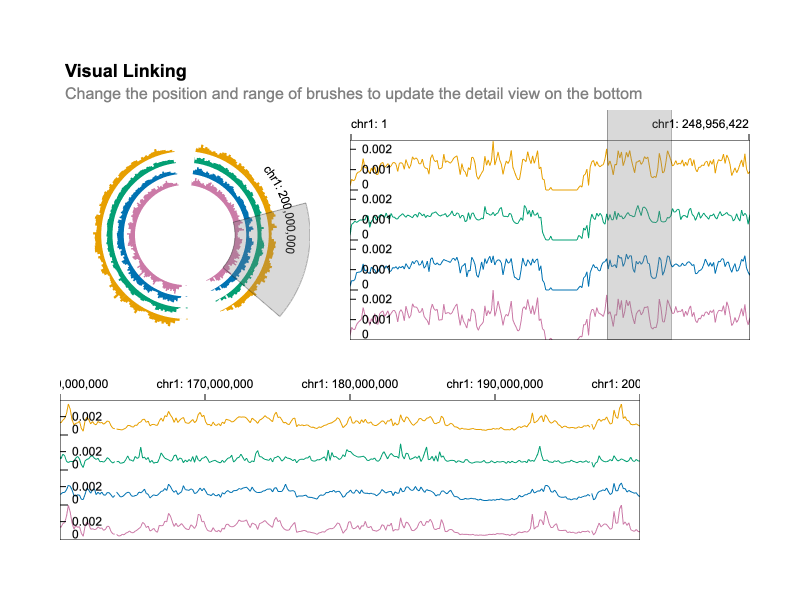 Visual Linking
Change the position and range of brushes to update the detail view on the bottom
chr1: 200,000,000
chr1: 1
chr1: 248,956,422
0.002
0.001
0
0.002
0.001
0
0.002
0.001
0
0.002
0.001
0
0,000,000
chr1: 170,000,000
chr1: 180,000,000
chr1: 190,000,000
chr1: 200
0.002
0
0.002
0
0.002
0
0.002
0